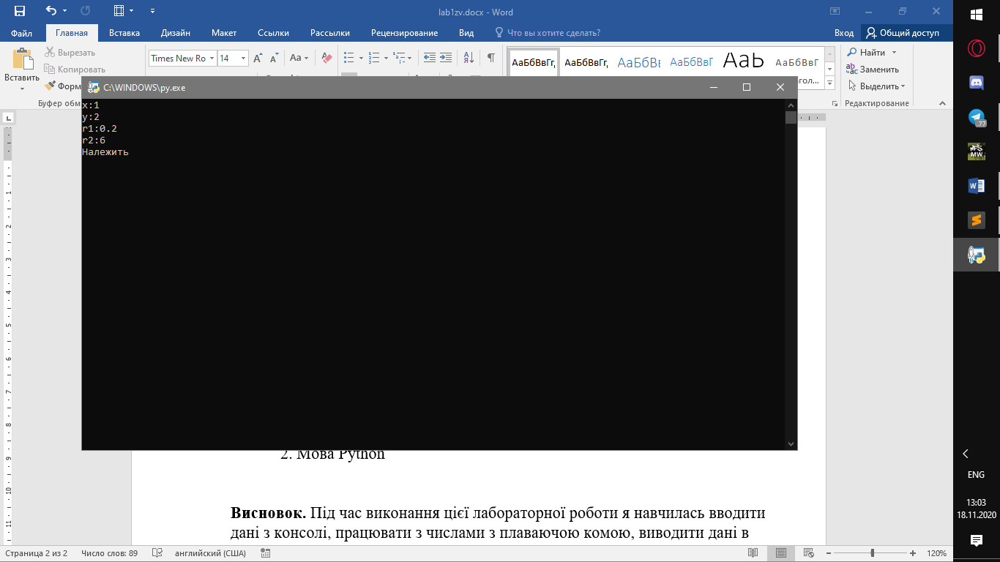 lab1zv.docx - Word
Файл Главная Вставка Дизайн Макет Ссылки Рассылки Рецензирование Вид Что вы хотите сделать? Вход Общий доступ
Вставить
Вырезать
Копировать
Форм
Буфер обм
Times New Ro 14
Аа
АаБбВвГг, АаБбВвГг, АаБбВв АаБбВвГ АаЬ АаБбВвГ
агол...
Найти
Заменить
Выделить
Редактирование
C:\WINDOWS\py.exe
x:1
y:2
r1:0.2
r2:6
Належить
2. Мова Python
Висновок. Під час виконання цієї лабораторної роботи я навчилась вводити
дані з консолі, працювати з числами з плаваючою комою, виводити дані в
Страница 2 из 2 Число слов: 89 английский (США) 120%
77
MW
ENG
13:03
18.11.2020